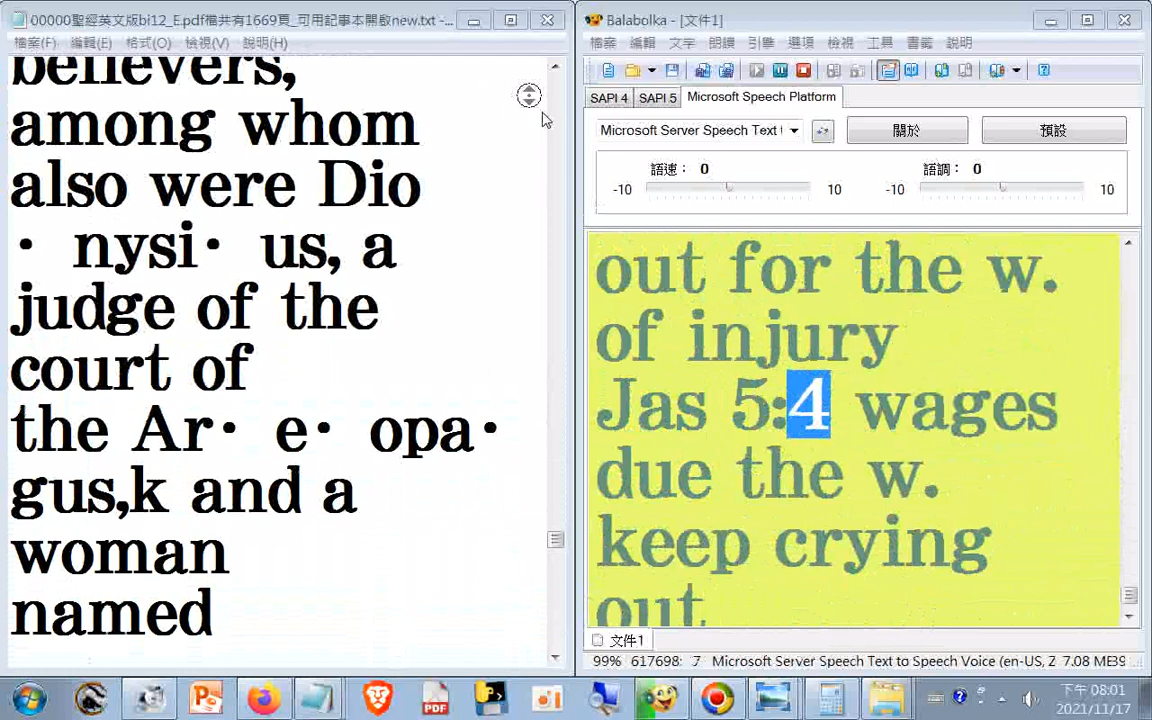 00000聖經英文版bi12_E.pdf檔共有1669頁_可用記事本開啟new.txt -...
檔案(F) 編輯(E) 格式(O) 檢視(V) 說明(H)
believers,
among whom
also were Dio
· nysi· us, a
judge of the
court of
the Ar· e· opa·
gus,k and a
woman
named
Balabolka - [文件1]
檔案 編輯 文字 朗讀 引擎 選項 檢視 工具 書籤 說明
SAPI 4 SAPI 5 Microsoft Speech Platform
Microsoft Server Speech Text 關於 預設
語速： 0 語調： 0
-10 10 -10 10
out for the w.
of injury
Jas 5:4 wages
due the w.
keep crying
out
文件1
99% 617698: 7 Microsoft Server Speech Text to Speech Voice (en-US, Z 7.08 ME
PDF
下午 08:01
2021/11/17